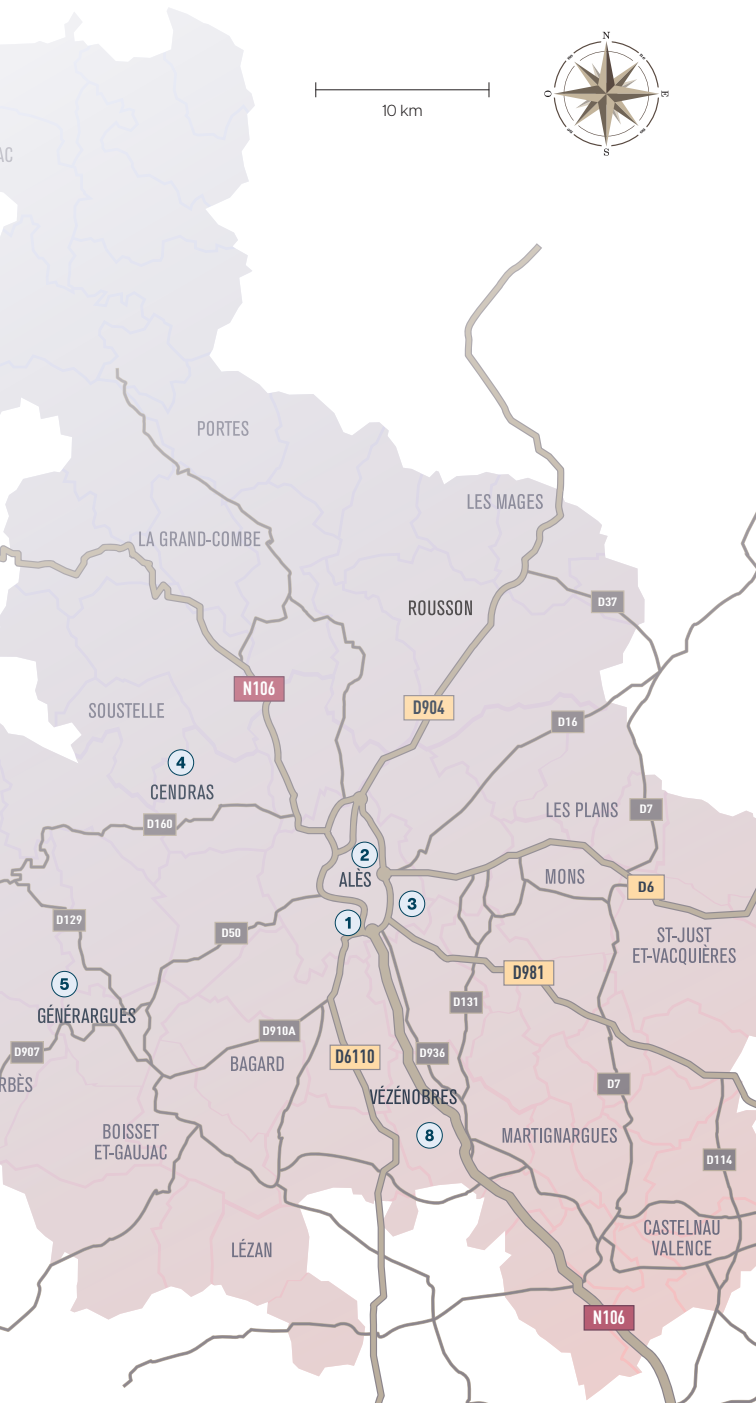 N
O
E
S
10 km
AC
PORTES
LES MAGES
LA GRAND-COMBE
D37
ROUSSON
N106
D904
SOUSTELLE
D16
4
CENDRAS
LES PLANS
D7
D160
2
ALÈS
MONS
D6
3
1
D129
D50
ST-JUST
ET-VACQUIÈRES
D981
5
GÉNÉRARGUES
D131
D910A
D907
BAGARD
D6110
D936
RBÈS
D7
VÉZÉNOBRES
8
BOISSET
ET-GAUJAC
MARTIGNARGUES
D114
LÉZAN
CASTELNAU
VALENCE
N106